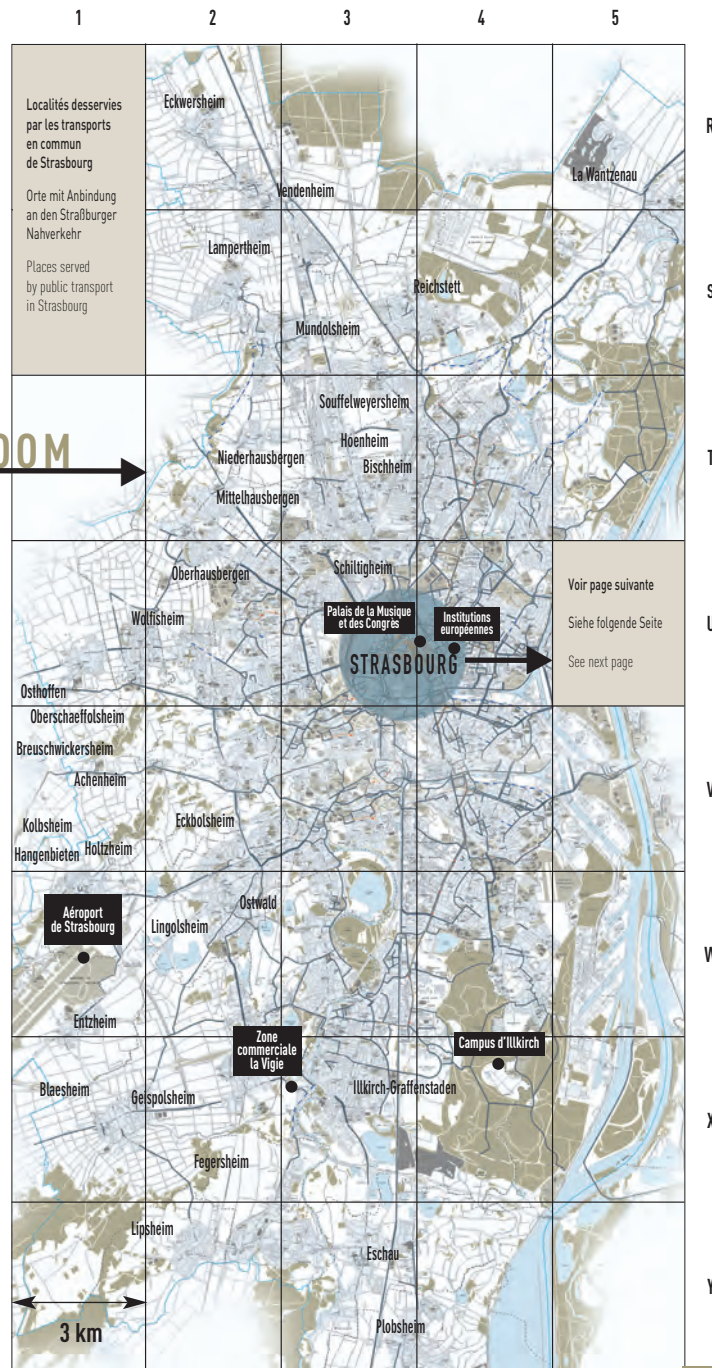 1 2 3 4 5
Localités desservies
par les transports
en commun
de Strasbourg
Orte mit Anbindung
an den Straßburger
Nahverkehr
Places served
by public transport
in Strasbourg
Eckwersheim
La Wantzenau
Vendenheim
R
Lampertheim
Reichstett
Mundolsheim
S
Souffelweyersheim
Hoenheim
Niederhausbergen
Bischheim
Mittelhausbergen
OOM
T
Schiltigheim
Oberhausbergen
Wolfisheim
Palais de la Musique
et des Congrès
Institutions
européennes
STRASBOURG
Voir page suivante
Siehe folgende Seite
See next page
U
Osthoffen
Oberschaeffolsheim
Breuschwickersheim
Achenheim
Kolbsheim
Eckbolsheim
Hangenbieten
Holtzheim
V
Ostwald
Aéroport
de Strasbourg
Lingolsheim
Entzheim
W
Zone
commerciale
la Vigie
Campus d'Illkirch
Blaesheim
Geispolsheim
Illkirch-Graffenstaden
Fegersheim
X
Lipsheim
Eschau
Plobsheim
3 km
Y